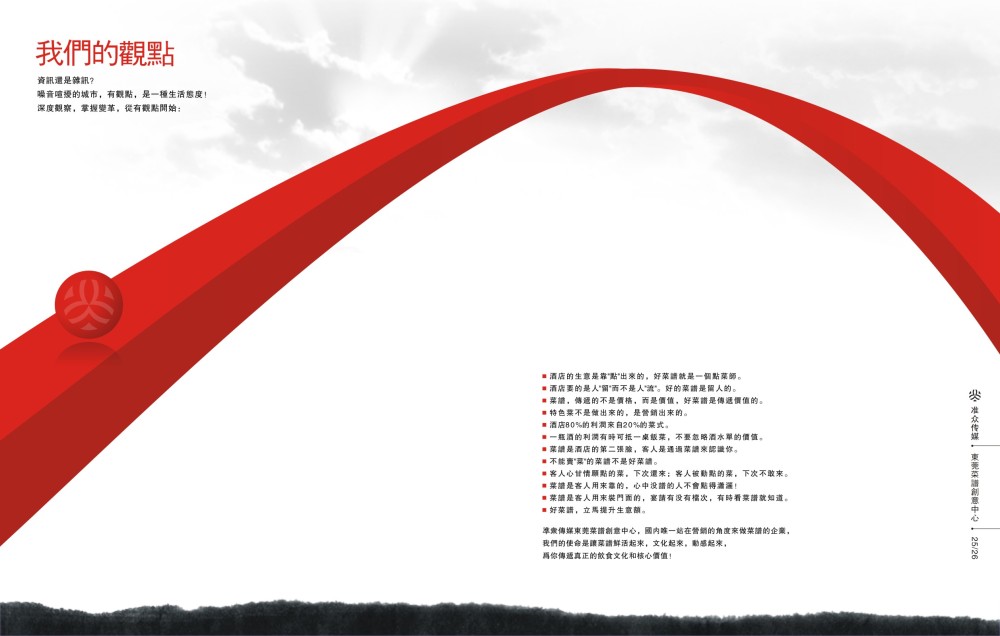 我們的觀點
資訊還是雜訊?
噪音喧擾的城市，有觀點，是一種生活態度!
深度觀察，掌握變革，從有觀點開始:
酒店的生意是靠"點"出來的，好菜譜就是一個點菜師。
酒店要的是人"留"而不是人"流"。好的菜譜是留人的。
菜譜，傳遞的不是價格，而是價值，好菜譜是傳遞價值的。
特色菜不是做出來的，是營銷出來的。
酒店80%的利潤來自20%的菜式。
一瓶酒的利潤有時可抵一桌飯菜，不要忽略酒水單的價值。
菜譜是酒店的第二張臉，客人是通過菜譜來認識你。
不能賣"菜"的菜譜不是好菜譜。
客人心甘情願點的菜，下次還來；客人被動點的菜，下次不敢來。
菜譜是客人用來靠的，心中没譜的人不會點得瀟灑!
菜譜是客人用來裝門面的，宴請有没有檔次，有時看菜譜就知道。
好菜譜，立馬提升生意額。
準衆傳媒東莞菜譜創意中心，國内唯一站在營銷的角度來做菜譜的企業，
我們的使命是讓菜譜鮮活起來，文化起來，動感起來，
爲你傳遞真正的飲食文化和核心價值!
准众传媒
東莞菜譜創意中心
25/26